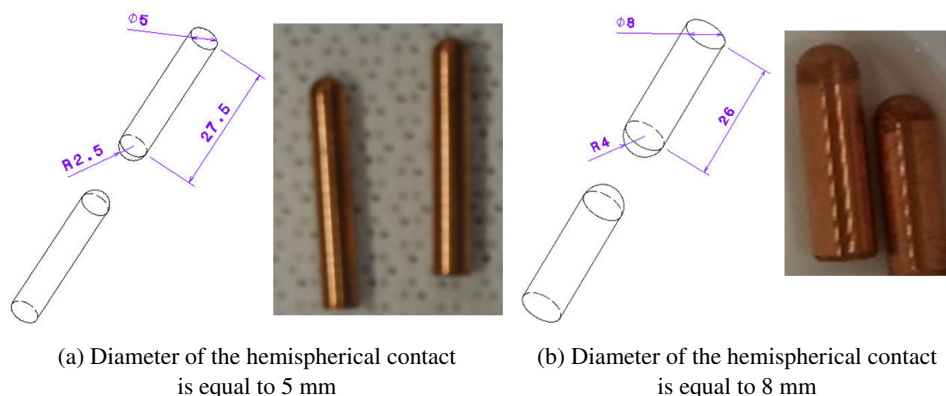 ϕ5
27.5
R2.5
ϕ8
26
R4
(a) Diameter of the hemispherical contact
is equal to 5 mm
(b) Diameter of the hemispherical contact
is equal to 8 mm